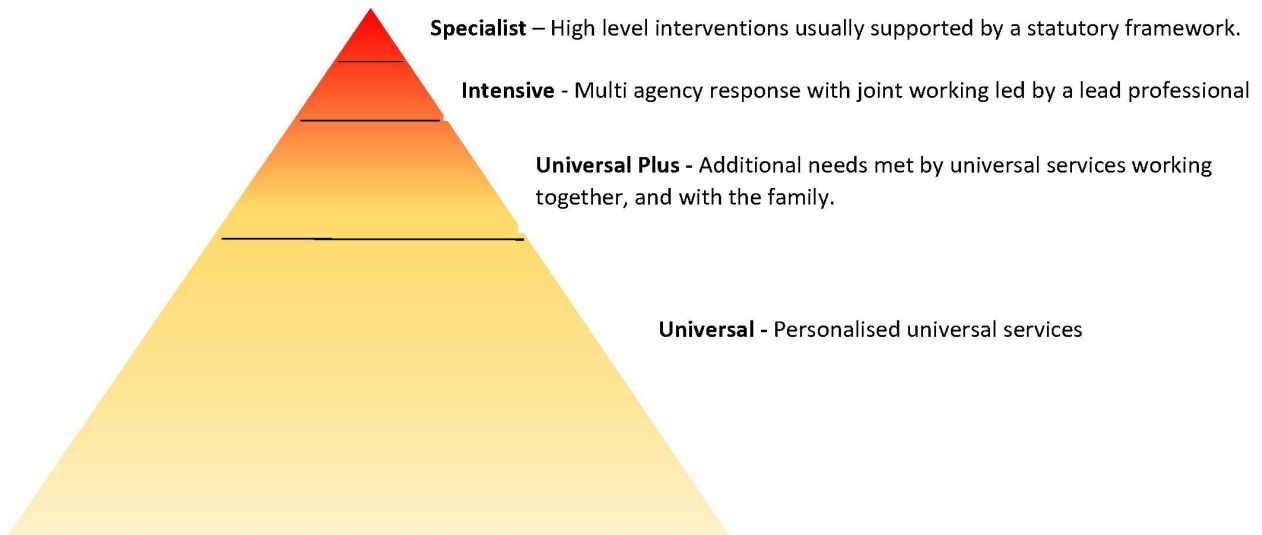 Specialist – High level interventions usually supported by a statutory framework.
Intensive - Multi agency response with joint working led by a lead professional
Universal Plus - Additional needs met by universal services working
together, and with the family.
Universal - Personalised universal services